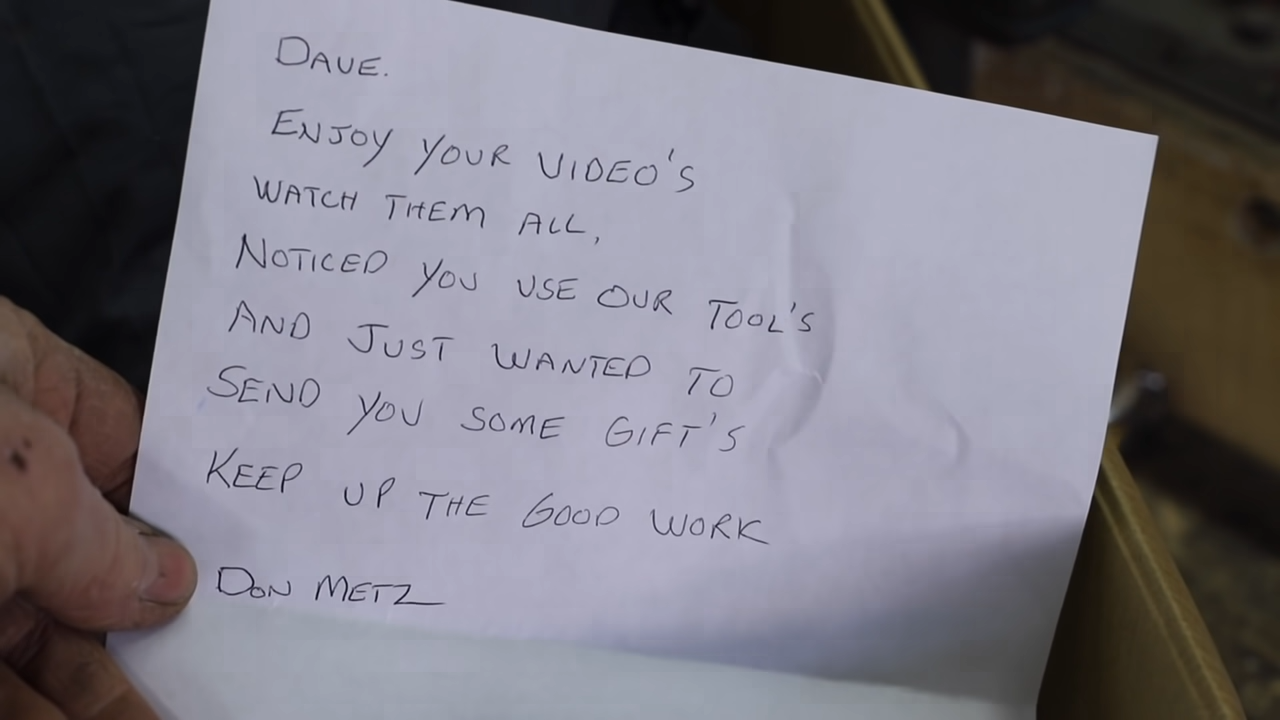 DAVE.
ENJOY YOUR VIDEO'S
WATCH THEM ALL,
NOTICED YOU USE OUR TOOL'S
AND JUST WANTED TO
SEND YOU SOME GIFT'S
KEEP UP THE GOOD WORK
DON METZ